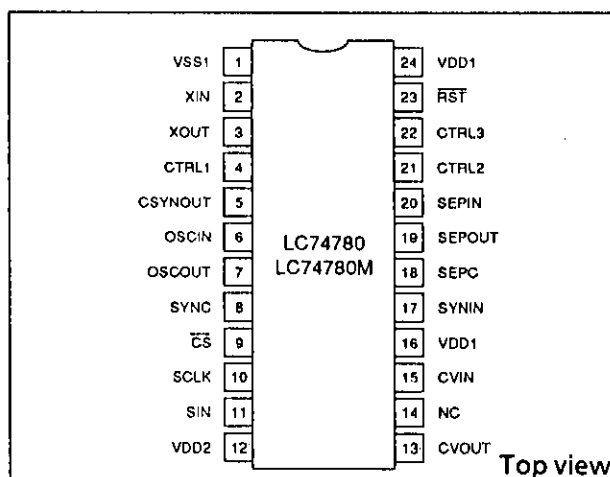 VSS1 1
XIN 2
XOUT 3
CTRL1 4
CSYNOUT 5
OSCIN 6
OSCOUT 7
SYNC 8
C̅S̅ 9
SCLK 10
SIN 11
VDD2 12
LC74780
LC74780M
24 VDD1
23 R̅S̅T̅
22 CTRL3
21 CTRL2
20 SEPIN
19 SEPOUT
18 SEPC
17 SYNIN
16 VDD1
15 CVIN
14 NC
13 CVOUT
Top view